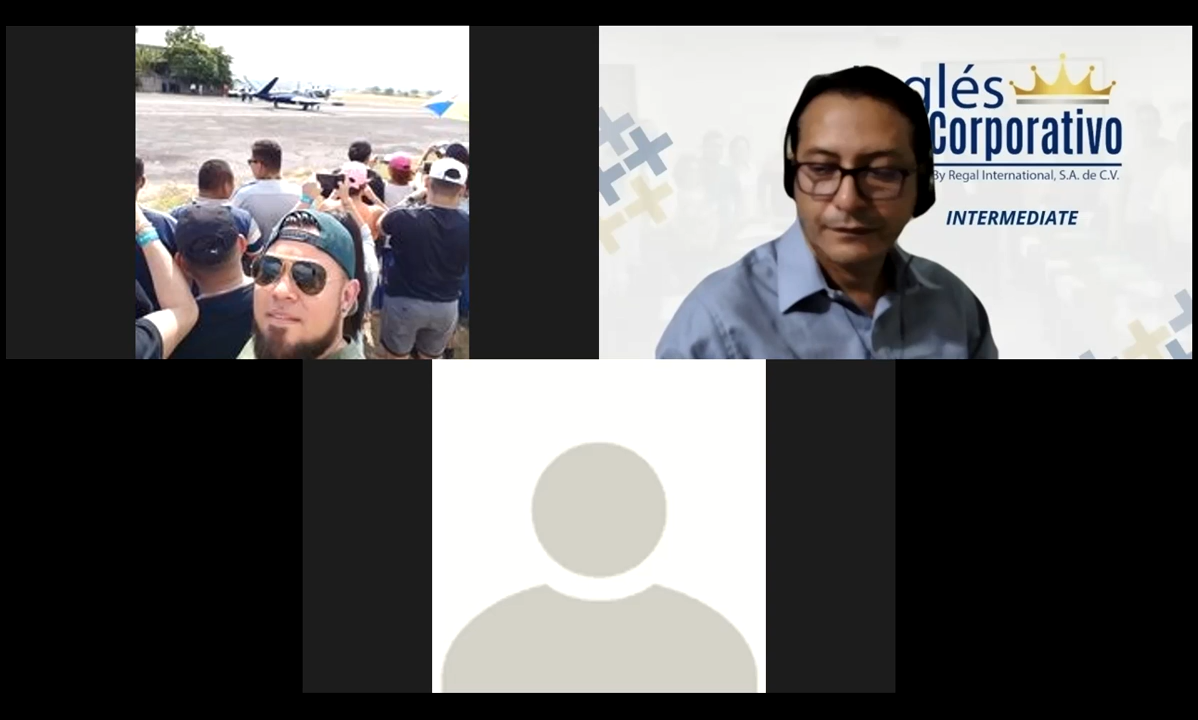 glés
Corporativo
By Regal International, S.A. de C.V.
INTERMEDIATE